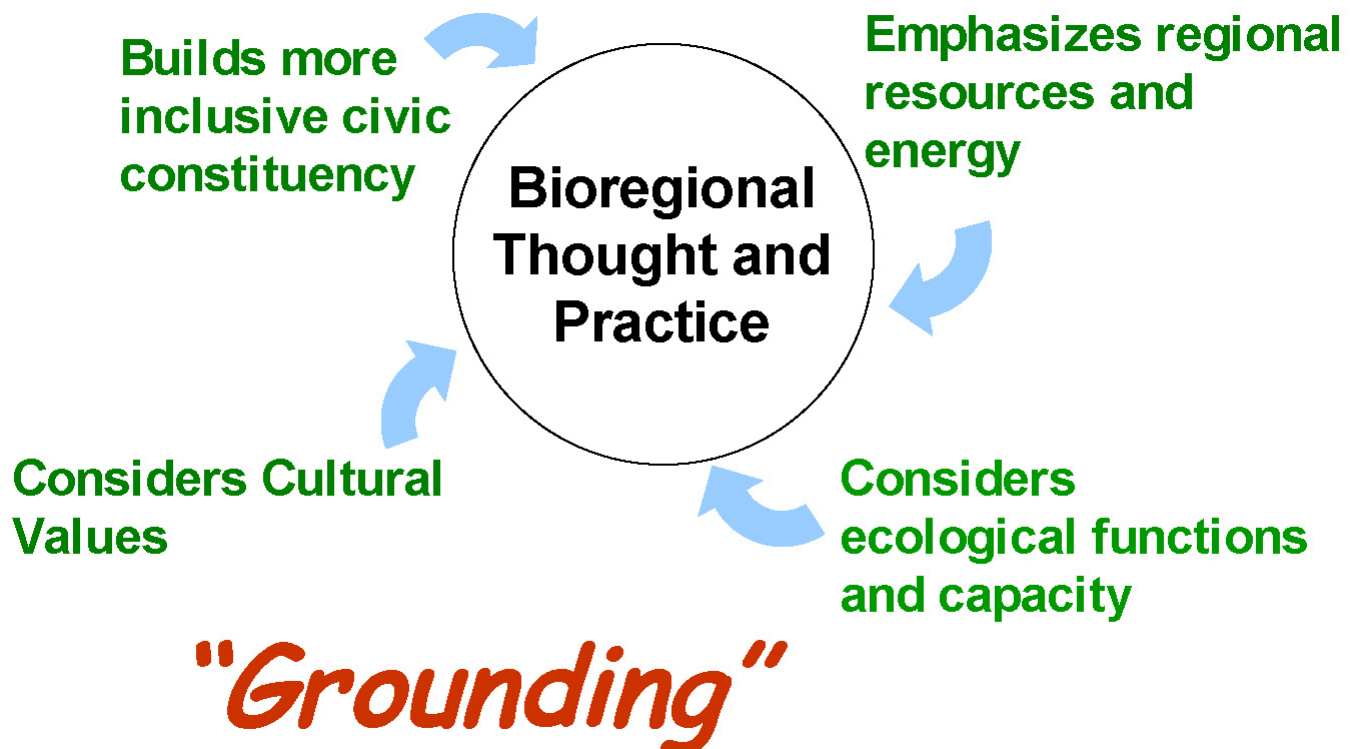 Builds more
inclusive civic
constituency
Emphasizes regional
resources and
energy
Bioregional
Thought and
Practice
Considers Cultural
Values
Considers
ecological functions
and capacity
“Grounding”